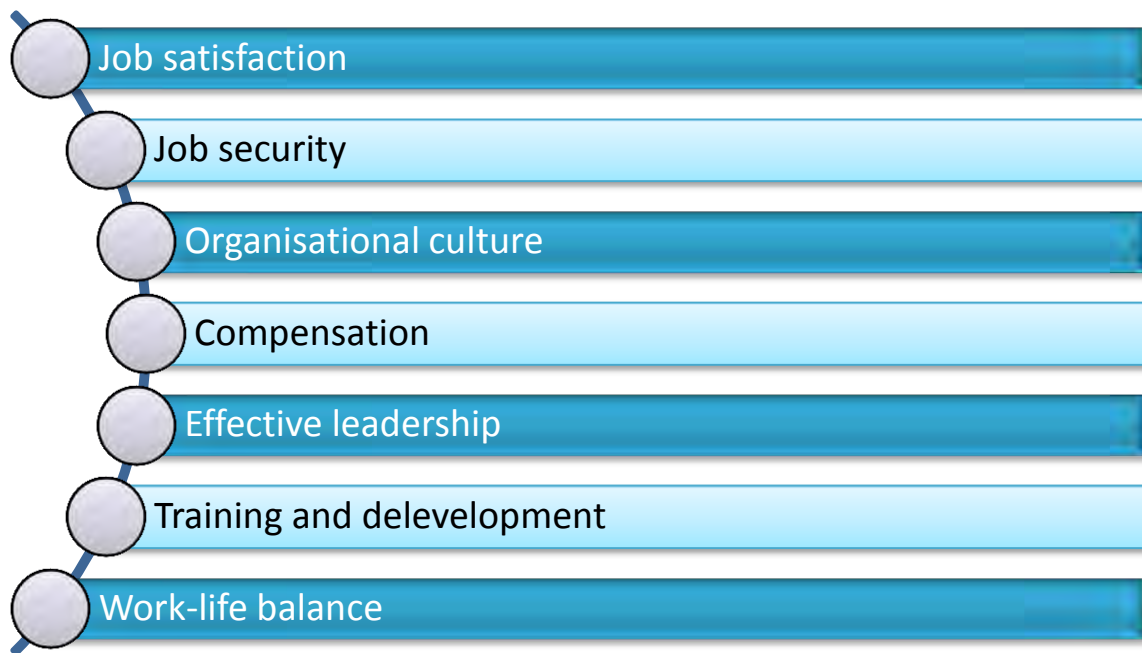 Job satisfaction
Job security
Organisational culture
Compensation
Effective leadership
Training and delevelopment
Work-life balance